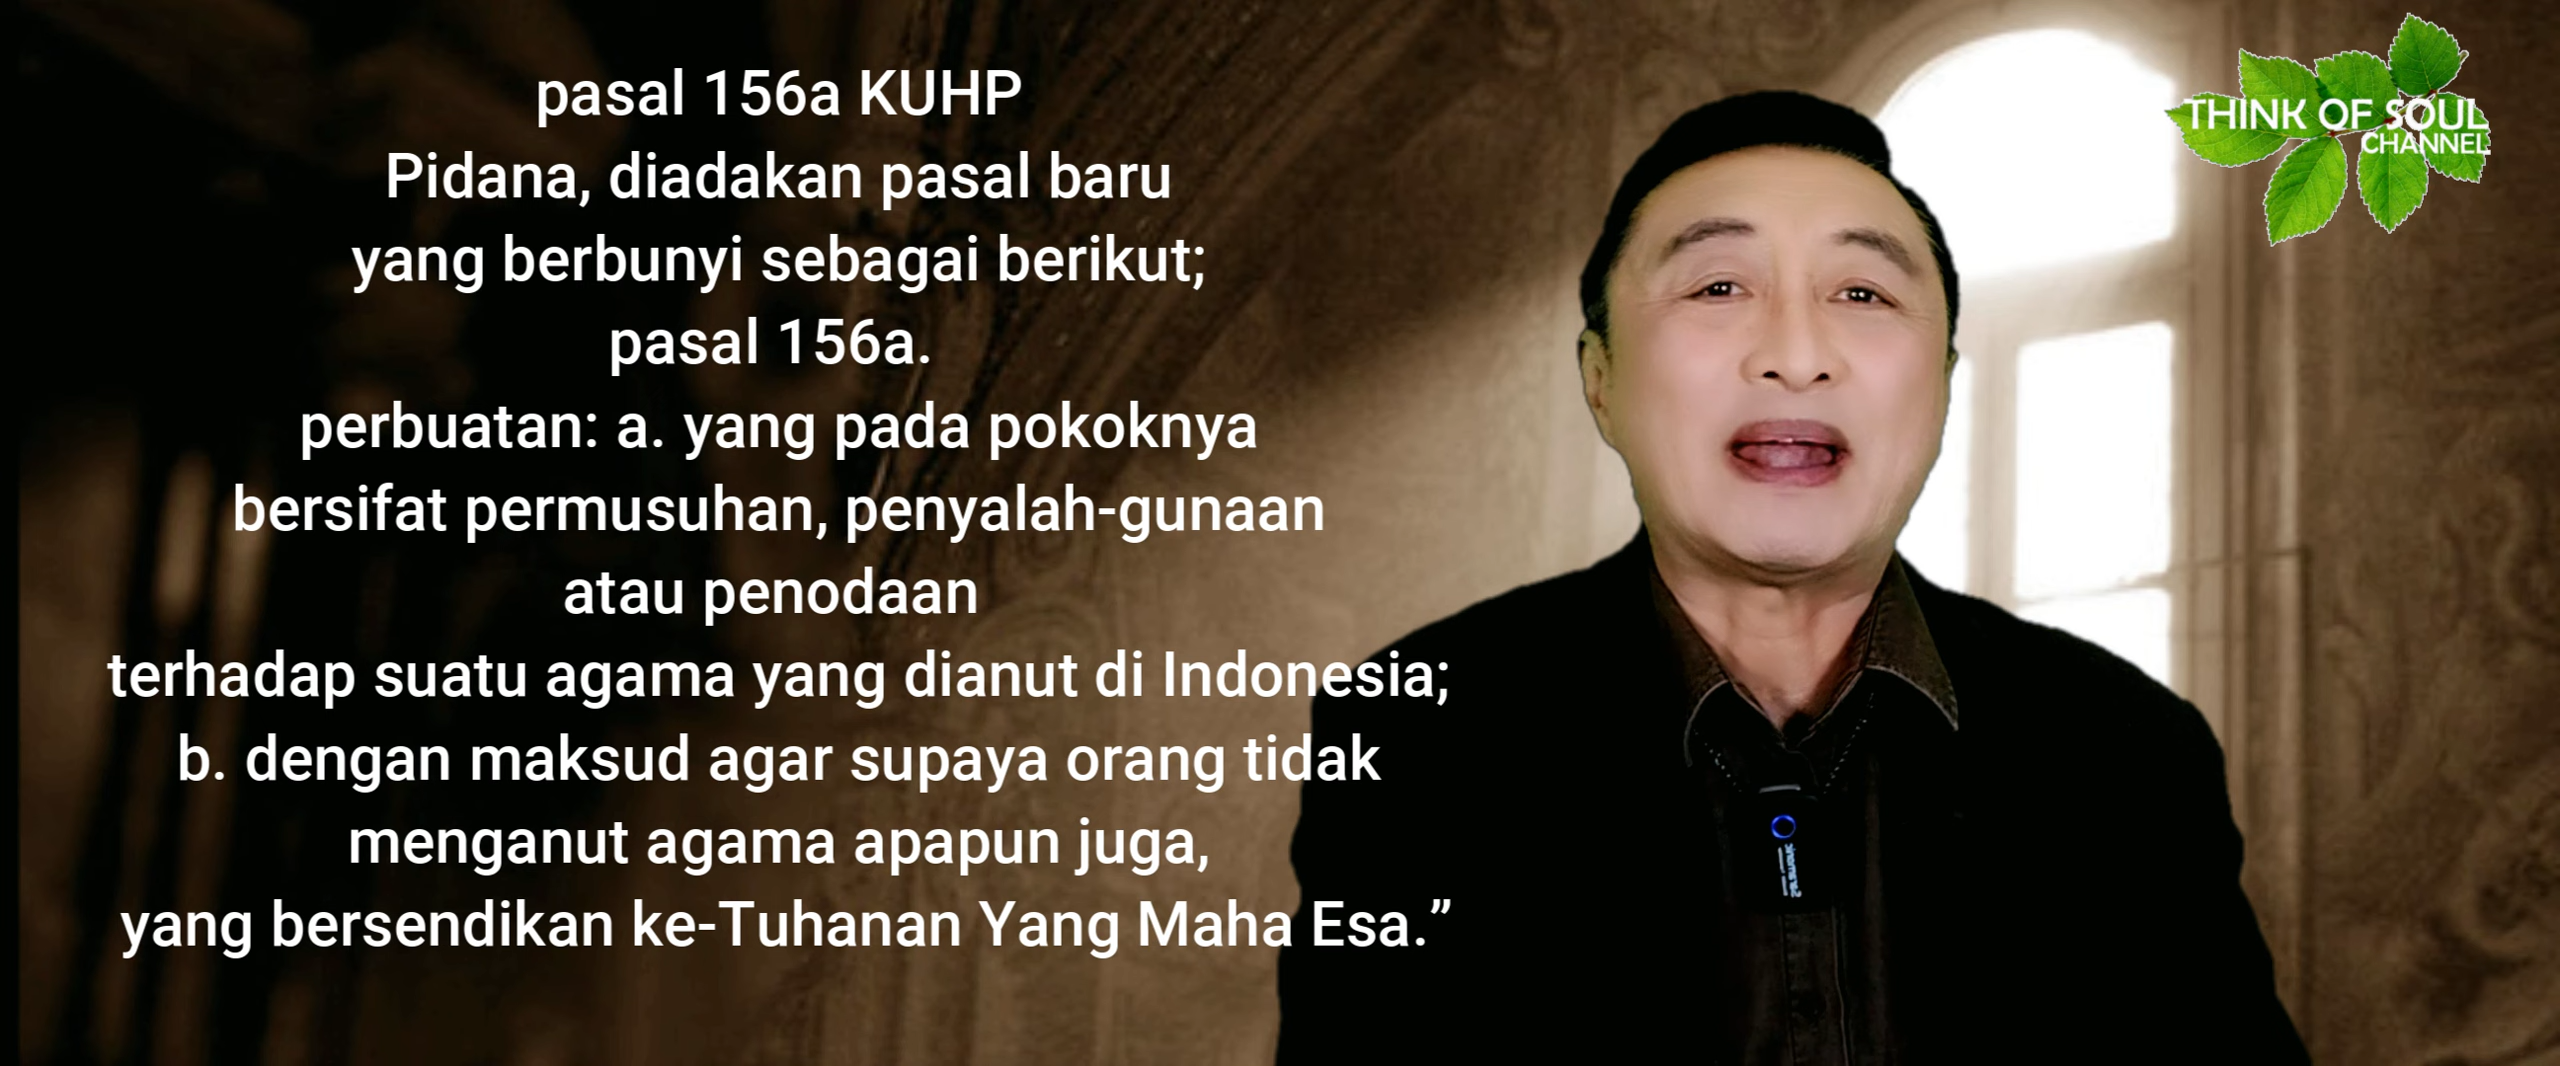 pasal 156a KUHP
Pidana, diadakan pasal baru
yang berbunyi sebagai berikut;
pasal 156a.
perbuatan: a. yang pada pokoknya
bersifat permusuhan, penyalah-gunaan
atau penodaan
terhadap suatu agama yang dianut di Indonesia;
b. dengan maksud agar supaya orang tidak
menganut agama apapun juga,
yang bersendikan ke-Tuhanan Yang Maha Esa.”
THINK OF SOUL
CHANNEL